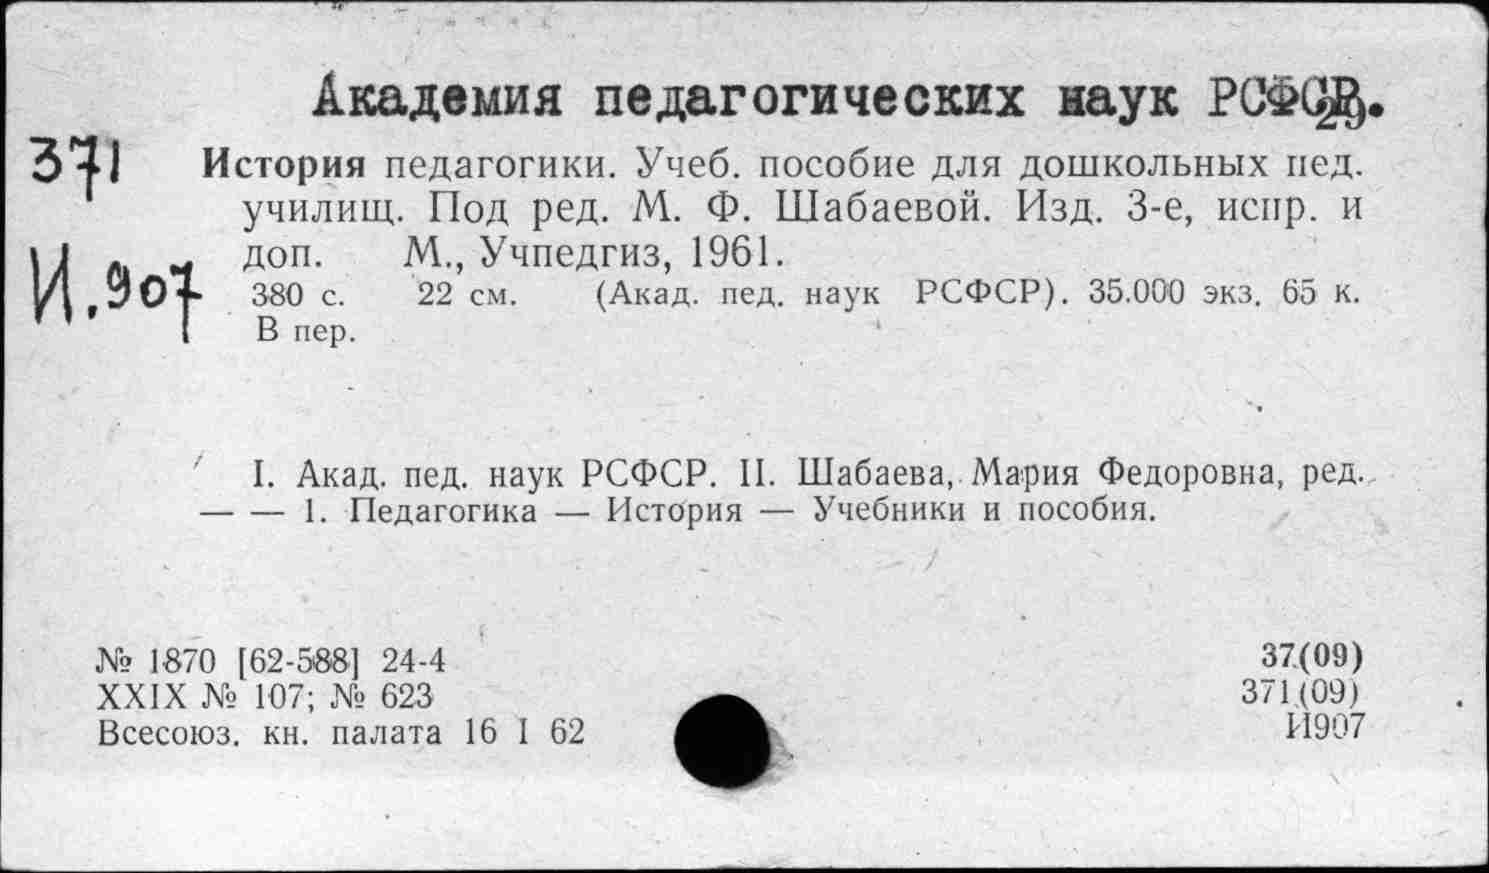 Академия педагогических наук РСФСР.
371
История педагогики. Учеб. пособие для дошкольных пед.
училищ. Под ред. М. Ф. Шабаевой. Изд. 3-е, испр. и
доп. М., Учпедгиз, 1961.
И.907
380 с. 22 см. (Акад. пед. наук РСФСР). 35.000 экз. 65 к.
В пер.
I. Акад. пед. наук РСФСР. II. Шабаева, Мария Федоровна, ред.
— — 1. Педагогика — История — Учебники и пособия.
№ 1870 [62-588] 24-4
37(09)
XXIX № 107; № 623
371(09)
Всесоюз. кн. палата 16 I 62
И907